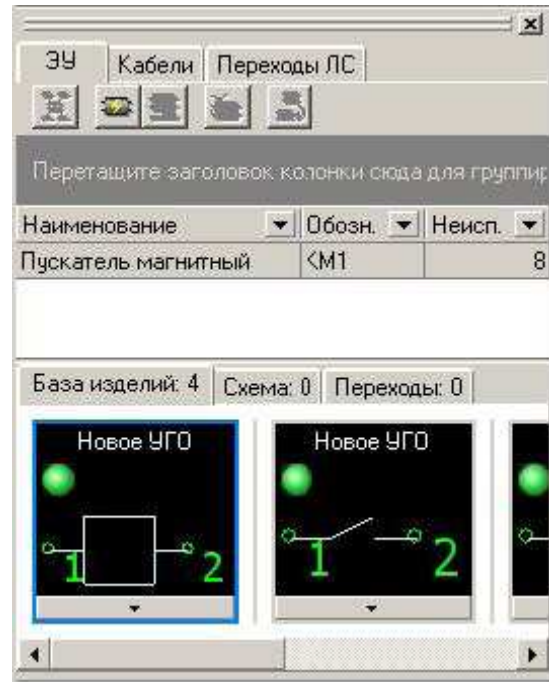 ЭУ Кабели Переходы ЛС
Перетащите заголовок колонки сюда для группир
Наименование Обозн. Неисп.
Пускатель магнитный <М1 8
База изделий: 4 Схема: 0 Переходы: 0
Новое УГО Новое УГО
1 2 1 2